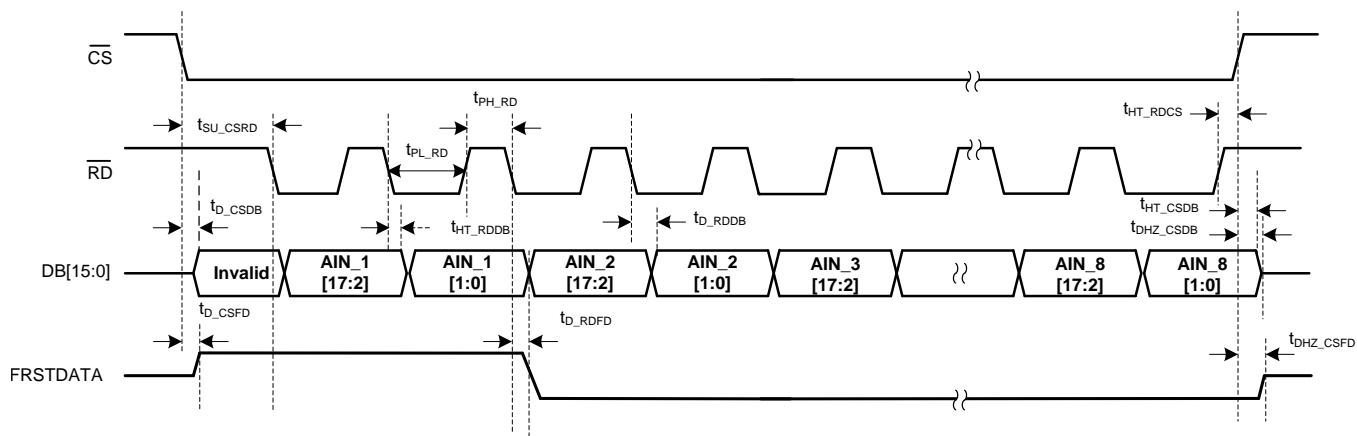 CS
t_PH_RD
t_SU_CSRD
t_HT_RDCS
t_PL_RD
RD
t_D_CSDB
t_HT_RDDB
t_D_RDDB
t_HT_CSDB
t_DHZ_CSDB
DB[15:0]
Invalid
AIN_1
[17:2]
AIN_1
[1:0]
AIN_2
[17:2]
AIN_2
[1:0]
AIN_3
[17:2]
AIN_8
[17:2]
AIN_8
[1:0]
t_D_CSFD
t_D_RDFD
t_DHZ_CSFD
FRSTDATA